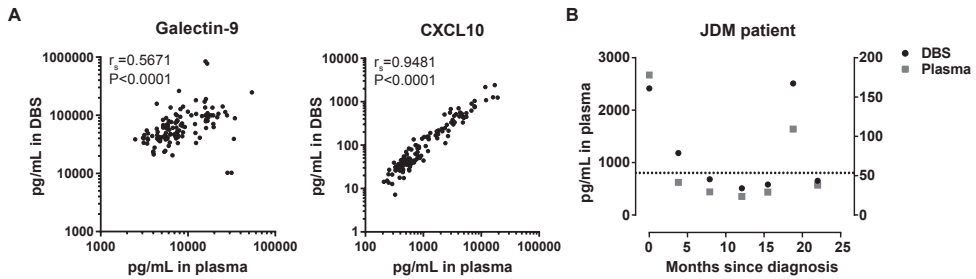 A
Galectin-9
CXCL10
B
JDM patient
rs=0.5671
P<0.0001
rs=0.9481
P<0.0001
DBS
Plasma
pg/mL in DBS
1000000
100000
10000
1000
1000
10000
100000
pg/mL in plasma
pg/mL in DBS
10000
1000
100
10
1
100
1000
10000
100000
pg/mL in plasma
pg/mL in plasma
3000
2000
1000
0
200
150
100
50
0
0
5
10
15
20
25
Months since diagnosis